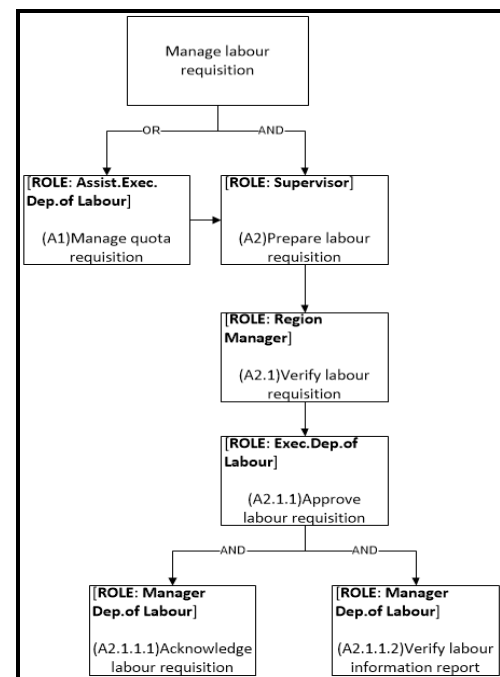 Manage labour
requisition
OR
AND
[ROLE: Assist.Exec.
Dep.of Labour]
(A1)Manage quota
requisition
[ROLE: Supervisor]
(A2)Prepare labour
requisition
[ROLE: Region
Manager]
(A2.1)Verify labour
requisition
[ROLE: Exec.Dep.of
Labour]
(A2.1.1)Approve
labour requisition
AND
AND
[ROLE: Manager
Dep.of Labour]
(A2.1.1.1)Acknowledge
labour requisition
[ROLE: Manager
Dep.of Labour]
(A2.1.1.2)Verify labour
information report